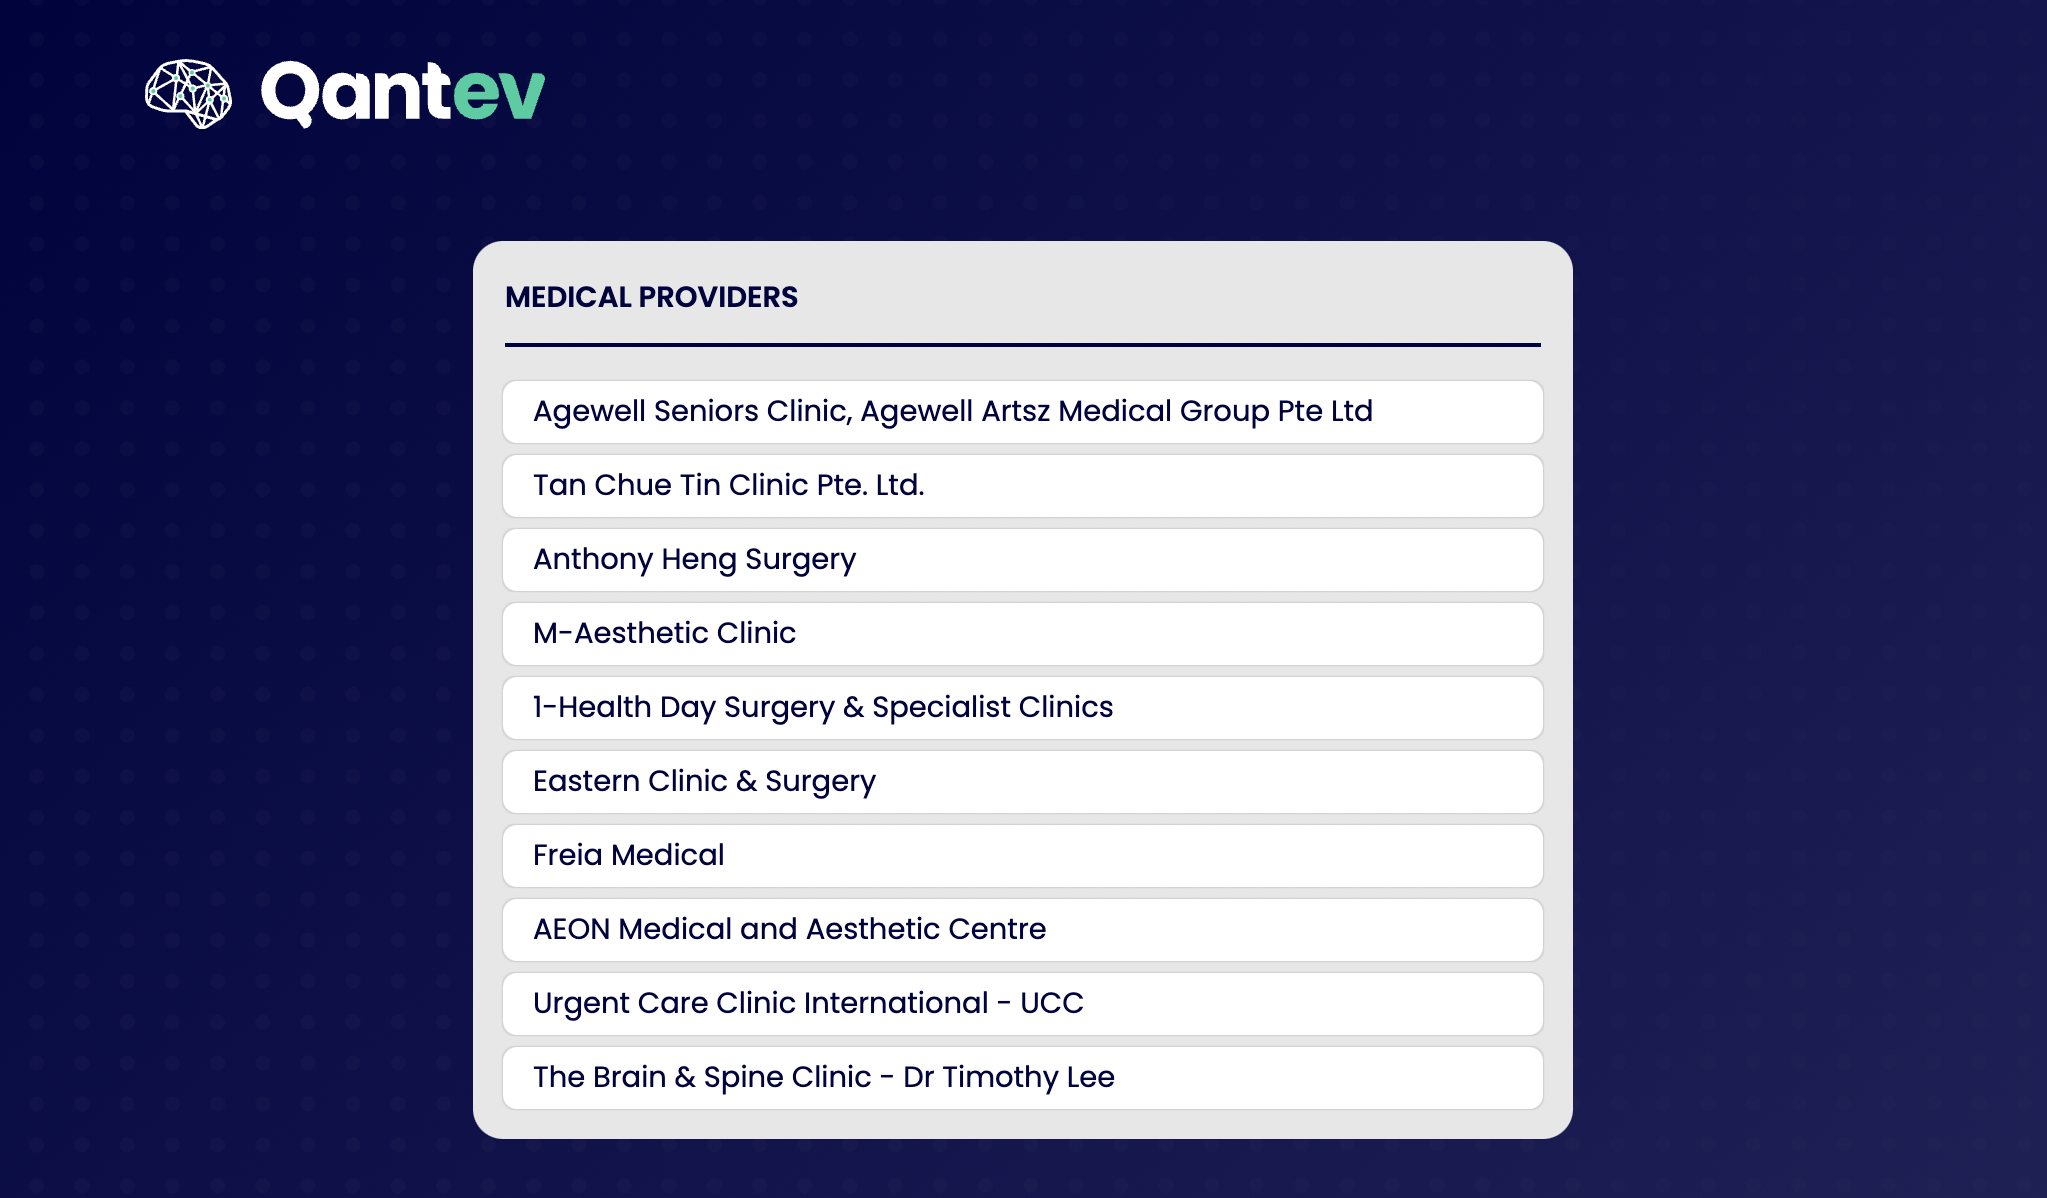 Qantev
MEDICAL PROVIDERS
Agewell Seniors Clinic, Agewell Artsz Medical Group Pte Ltd
Tan Chue Tin Clinic Pte. Ltd.
Anthony Heng Surgery
M-Aesthetic Clinic
1-Health Day Surgery & Specialist Clinics
Eastern Clinic & Surgery
Freia Medical
AEON Medical and Aesthetic Centre
Urgent Care Clinic International - UCC
The Brain & Spine Clinic - Dr Timothy Lee